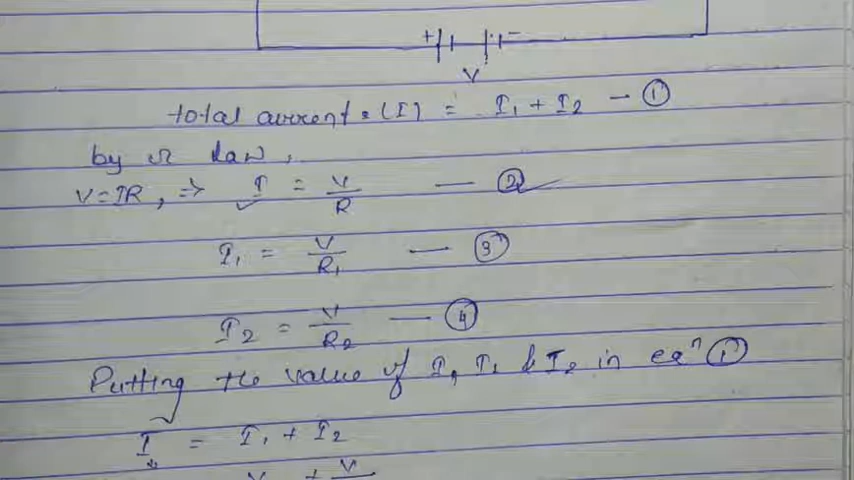 + -
V
total current (I) = I₁ + I₂ — ①
by Ω law,
V=IR, => I = V/R — ②
I₁ = V/R₁ — ③
I₂ = V/R₂ — ④
Putting the value of I, I₁ & I₂ in eqⁿ ①
I = I₁ + I₂
V + V